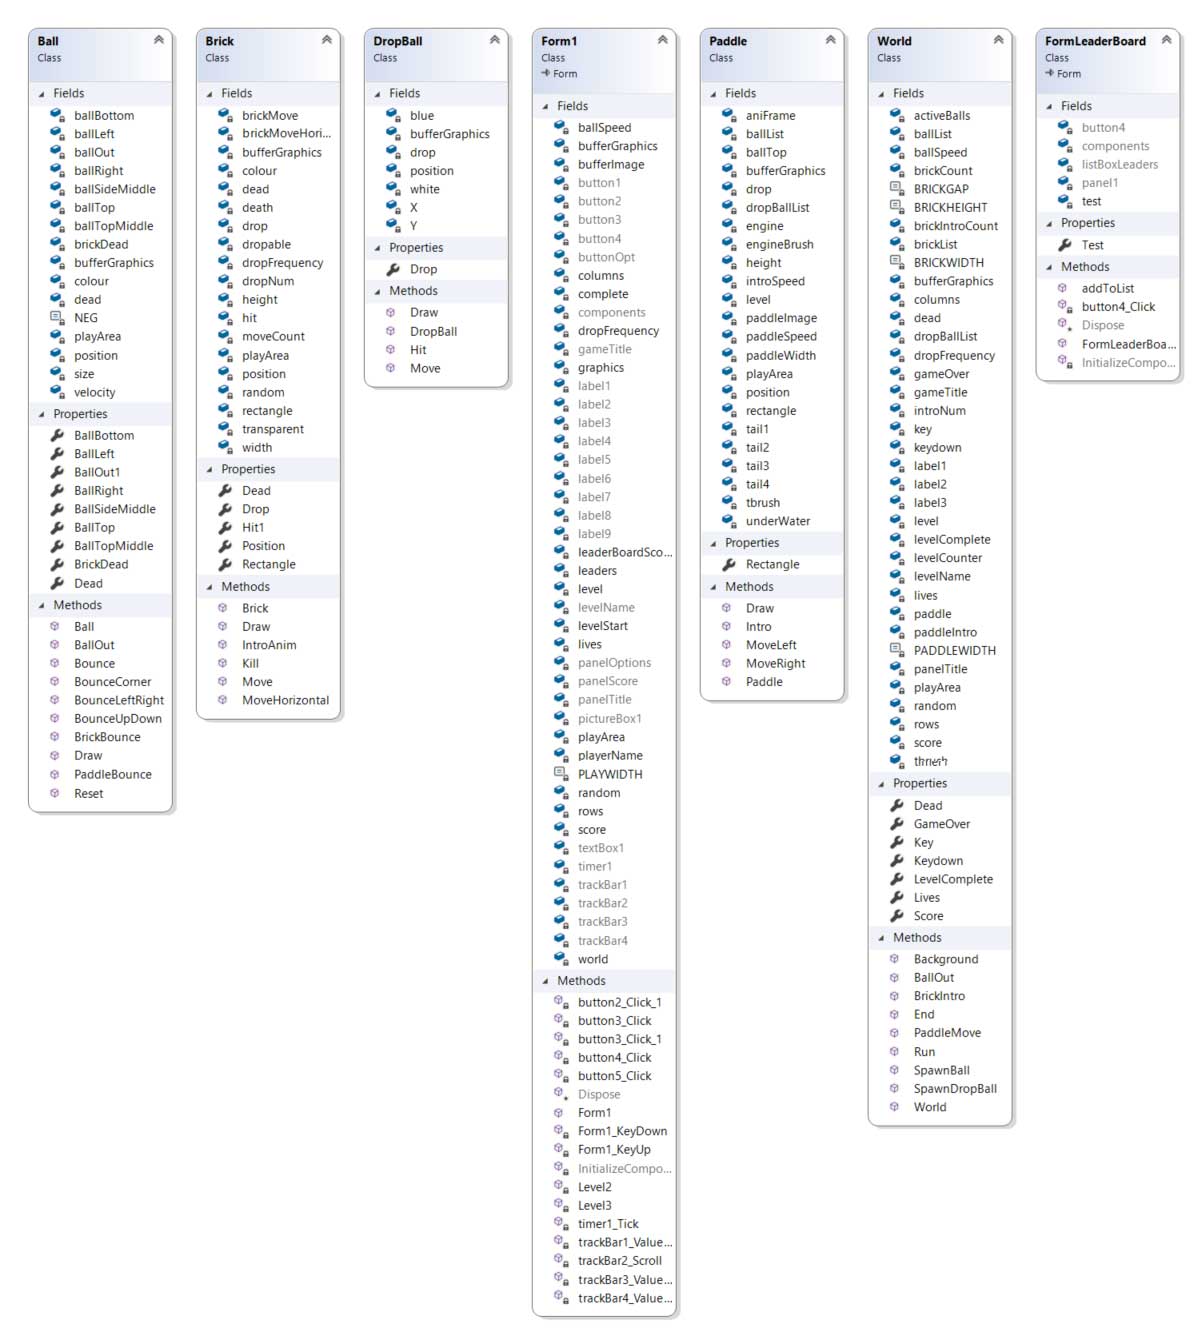 Ball
Class
Fields
ballBottom
ballLeft
ballOut
ballRight
ballSideMiddle
ballTop
ballTopMiddle
brickDead
bufferGraphics
colour
dead
NEG
playArea
position
size
velocity
Properties
BallBottom
BallLeft
BallOut1
BallRight
BallSideMiddle
BallTop
BallTopMiddle
BrickDead
Dead
Methods
Ball
BallOut
Bounce
BounceCorner
BounceLeftRight
BounceUpDown
BrickBounce
Draw
PaddleBounce
Reset
Brick
Class
Fields
brickMove
brickMoveHori...
bufferGraphics
colour
dead
death
drop
dropable
dropFrequency
dropNum
height
hit
moveCount
playArea
position
random
rectangle
transparent
width
Properties
Dead
Drop
Hit1
Position
Rectangle
Methods
Brick
Draw
IntroAnim
Kill
Move
MoveHorizontal
DropBall
Class
Fields
blue
bufferGraphics
drop
position
white
X
Y
Properties
Drop
Methods
Draw
DropBall
Hit
Move
Form1
Class
Form
Fields
ballSpeed
bufferGraphics
bufferImage
button1
button2
button3
button4
buttonOpt
columns
complete
components
dropFrequency
gameTitle
graphics
label1
label2
label3
label4
label5
label6
label7
label8
label9
leaderBoardSco...
leaders
level
levelName
levelStart
lives
panelOptions
panelScore
panelTitle
pictureBox1
playArea
playerName
PLAYWIDTH
random
rows
score
textBox1
timer1
trackBar1
trackBar2
trackBar3
trackBar4
world
Methods
button2_Click_1
button3_Click
button3_Click_1
button4_Click
button5_Click
Dispose
Form1
Form1_KeyDown
Form1_KeyUp
InitializeCompo...
Level2
Level3
timer1_Tick
trackBar1_Value...
trackBar2_Scroll
trackBar3_Value...
trackBar4_Value...
Paddle
Class
Fields
aniFrame
ballList
ballTop
bufferGraphics
drop
dropBallList
engine
engineBrush
height
introSpeed
level
paddleImage
paddleSpeed
paddleWidth
playArea
position
rectangle
tail1
tail2
tail3
tail4
tbrush
underWater
Properties
Rectangle
Methods
Draw
Intro
MoveLeft
MoveRight
Paddle
World
Class
Fields
activeBalls
ballList
ballSpeed
brickCount
BRICKGAP
BRICKHEIGHT
brickIntroCount
brickList
BRICKWIDTH
bufferGraphics
columns
dead
dropBallList
dropFrequency
gameOver
gameTitle
introNum
key
keydown
label1
label2
label3
level
levelComplete
levelCounter
levelName
lives
paddle
paddleIntro
PADDLEWIDTH
panelTitle
playArea
random
rows
score
Properties
Dead
GameOver
Key
Keydown
LevelComplete
Lives
Score
Methods
Background
BallOut
BrickIntro
End
PaddleMove
Run
SpawnBall
SpawnDropBall
World
FormLeaderBoard
Class
Form
Fields
button4
components
listBoxLeaders
panel1
test
Properties
Test
Methods
addToList
button4_Click
Dispose
FormLeaderBoa...
InitializeCompo...